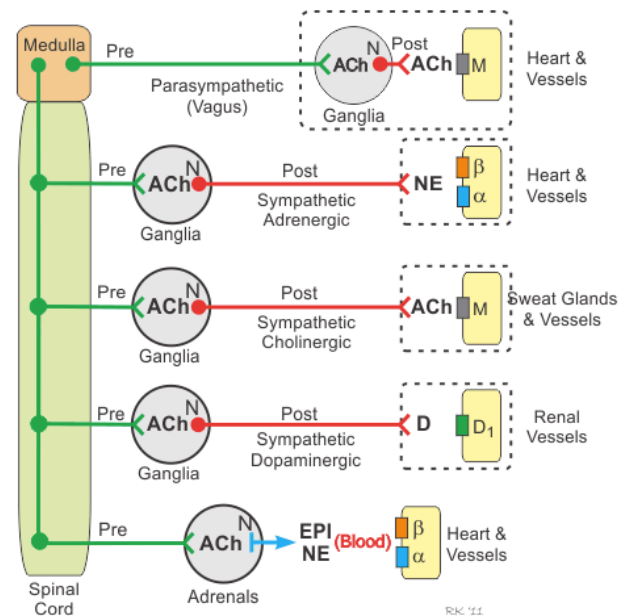 Medulla
Pre
Parasympathetic
(Vagus)
N
ACh
Ganglia
Post
ACh
M
Heart &
Vessels
Pre
N
ACh
Ganglia
Post
Sympathetic
Adrenergic
NE
β
α
Heart &
Vessels
Pre
N
ACh
Ganglia
Post
Sympathetic
Cholinergic
ACh
M
Sweat Glands
& Vessels
Pre
N
ACh
Ganglia
Post
Sympathetic
Dopaminergic
D
D₁
Renal
Vessels
Pre
N
ACh
Adrenals
EPI
NE
(Blood)
β
α
Heart &
Vessels
Spinal
Cord
RK '11